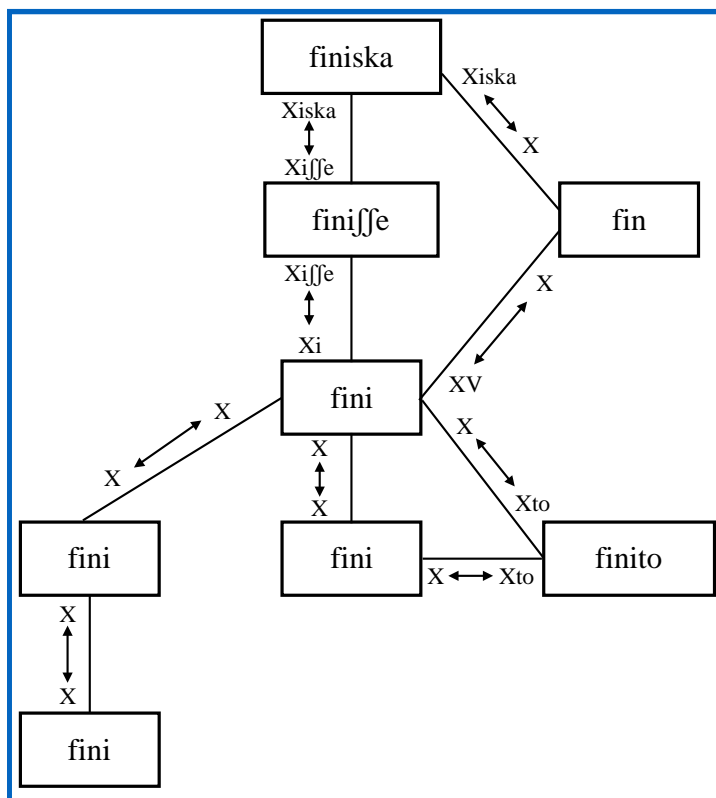 finiska
Xiska
X
Xiska
Xiʃʃe
finiʃʃe
fin
Xiʃʃe
Xi
X
XV
fini
X
X
X
X
X
Xto
fini
fini
finito
X
Xto
X
X
fini